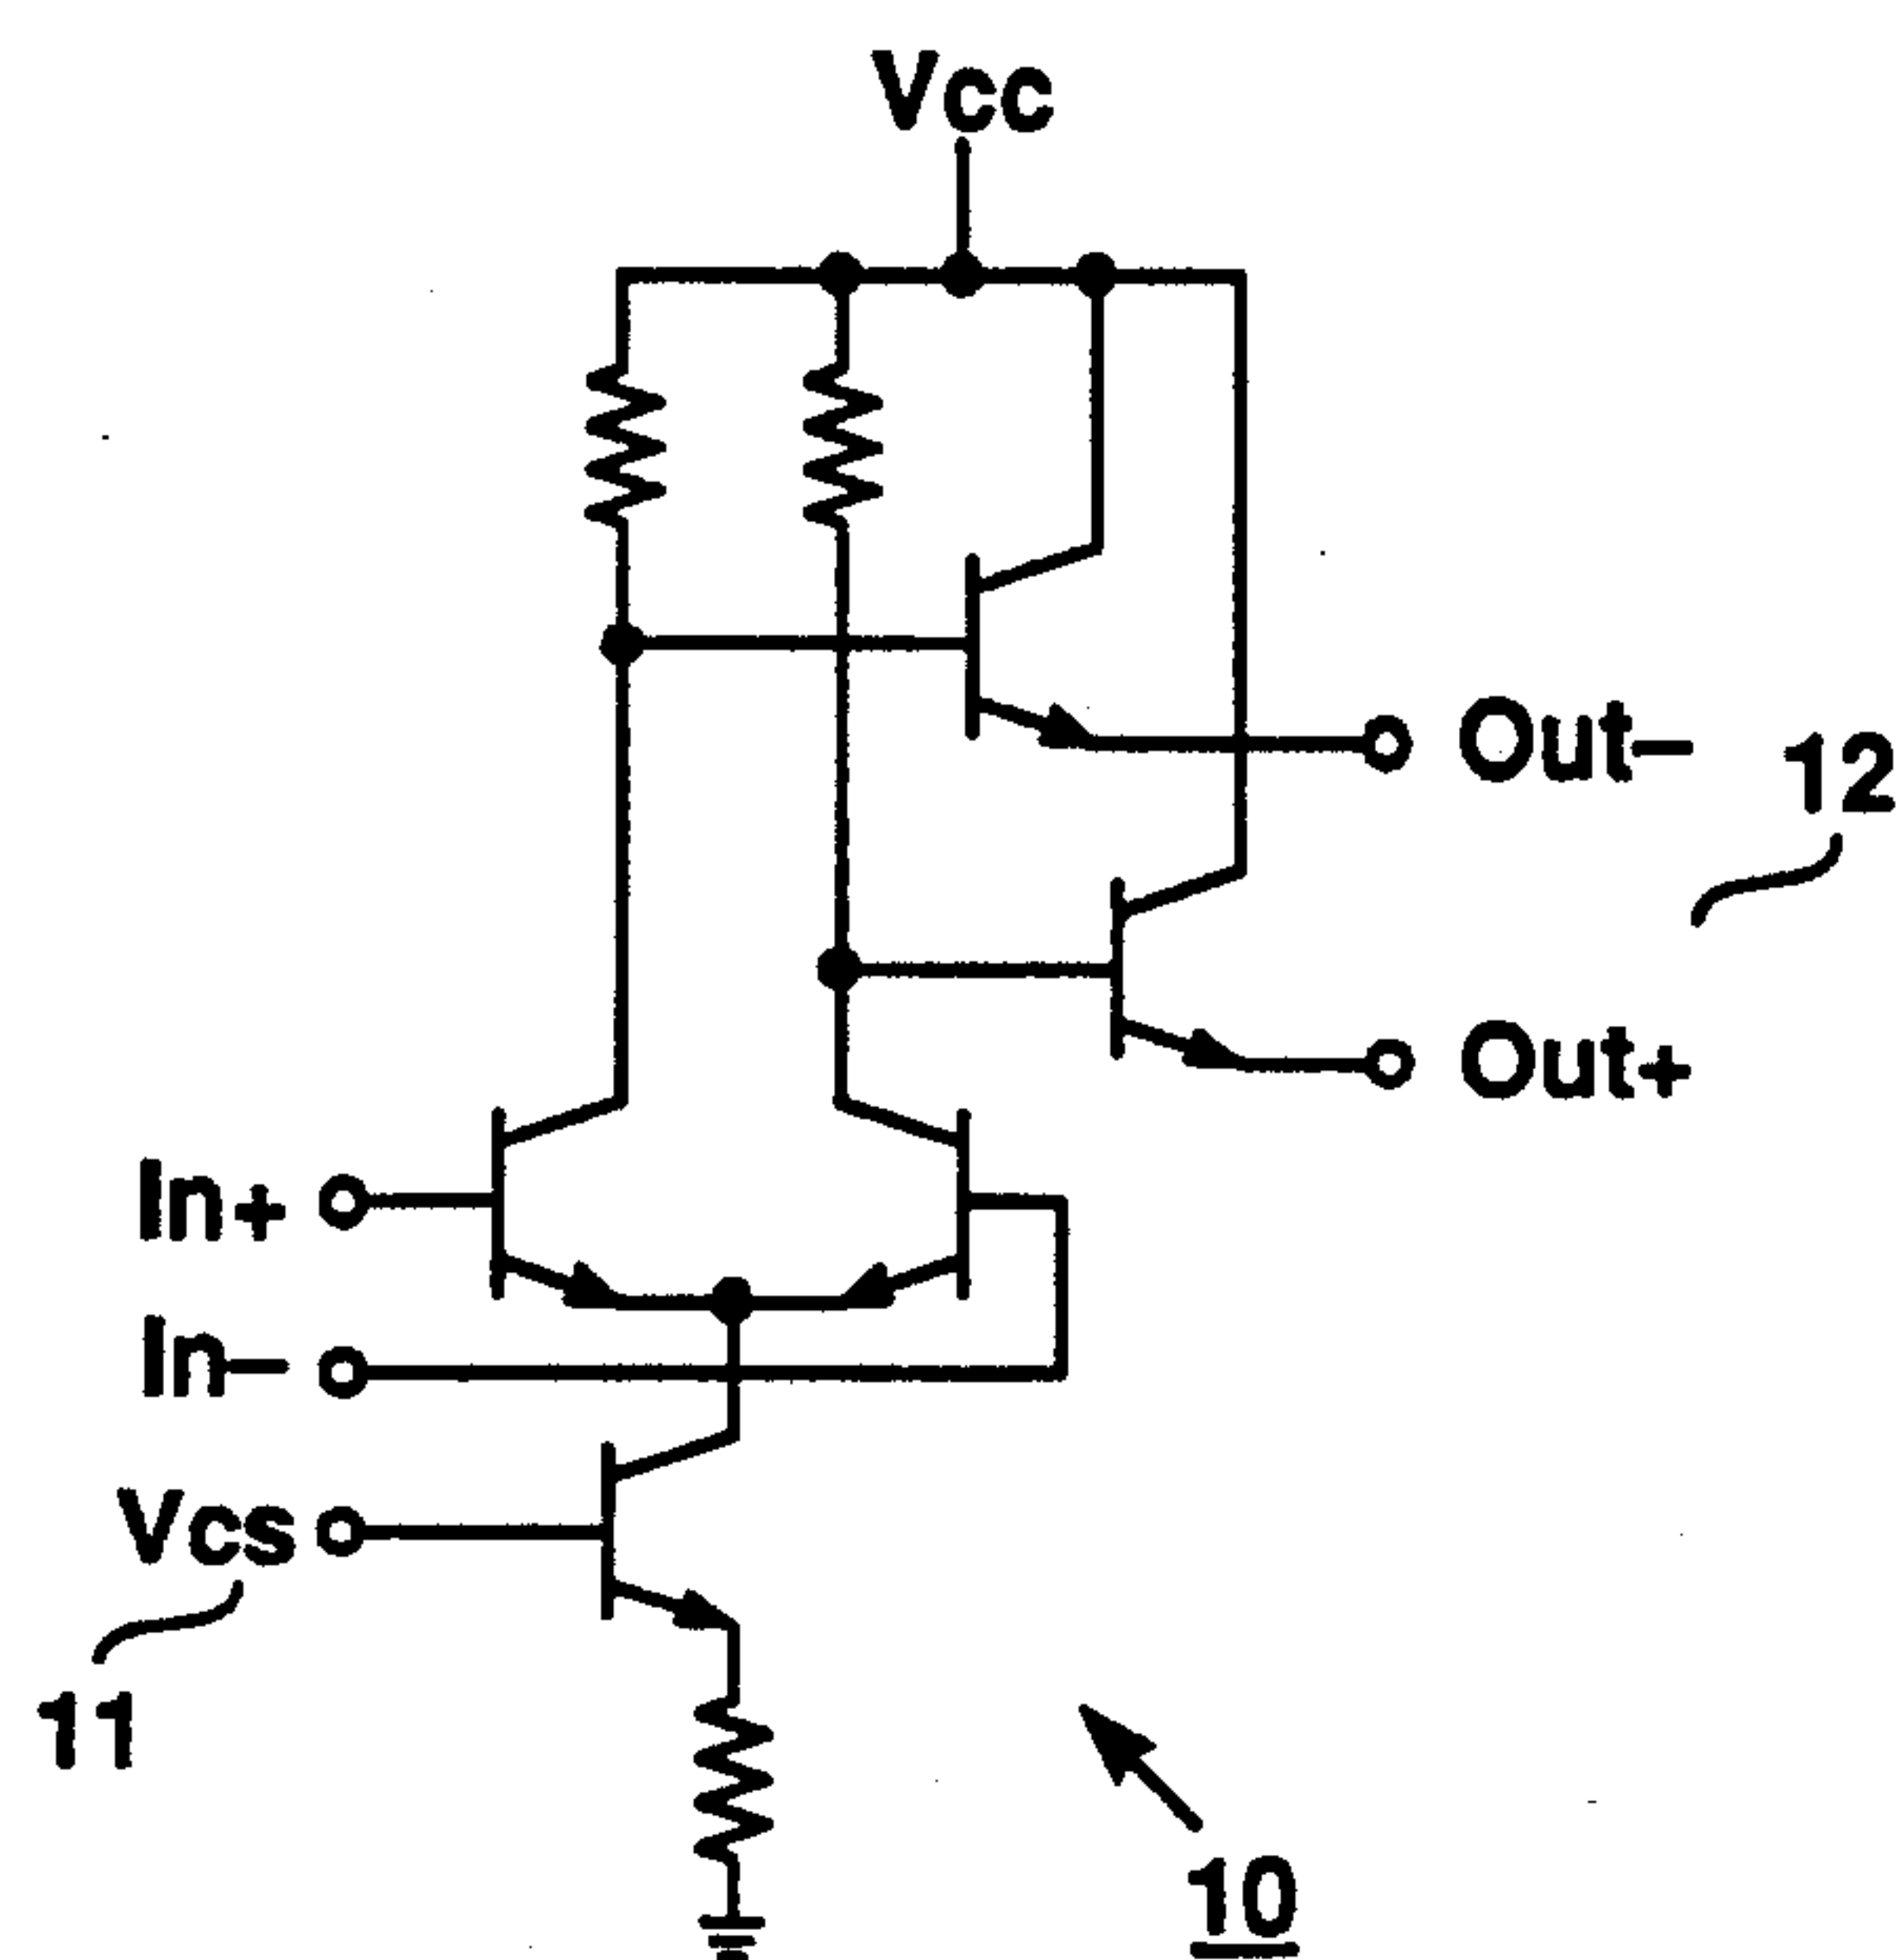 Vcc
Out–
12
Out+
In+
In–
Vcs
11
10